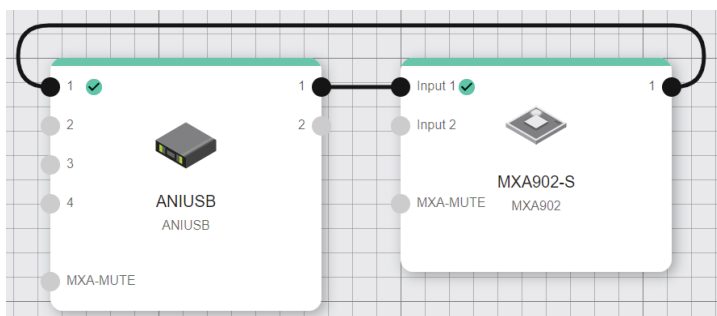 1
2
3
4
MXA-MUTE
1
2
ANIUSB
ANIUSB
Input 1
Input 2
MXA-MUTE
1
MXA902-S
MXA902